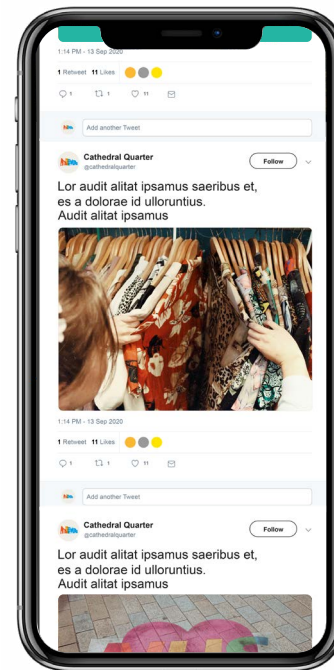 1:14 PM - 13 Sep 2020
1 Retweet 11 Likes
1 1 11
Add another Tweet
Cathedral Quarter
@cathedralquarter
Follow
Lor audit alitat ipsamus saeribus et,
es a dolorae id ulloruntius.
Audit alitat ipsamus
1:14 PM - 13 Sep 2020
1 Retweet 11 Likes
1 1 11
Add another Tweet
Cathedral Quarter
@cathedralquarter
Follow
Lor audit alitat ipsamus saeribus et,
es a dolorae id ulloruntius.
Audit alitat ipsamus